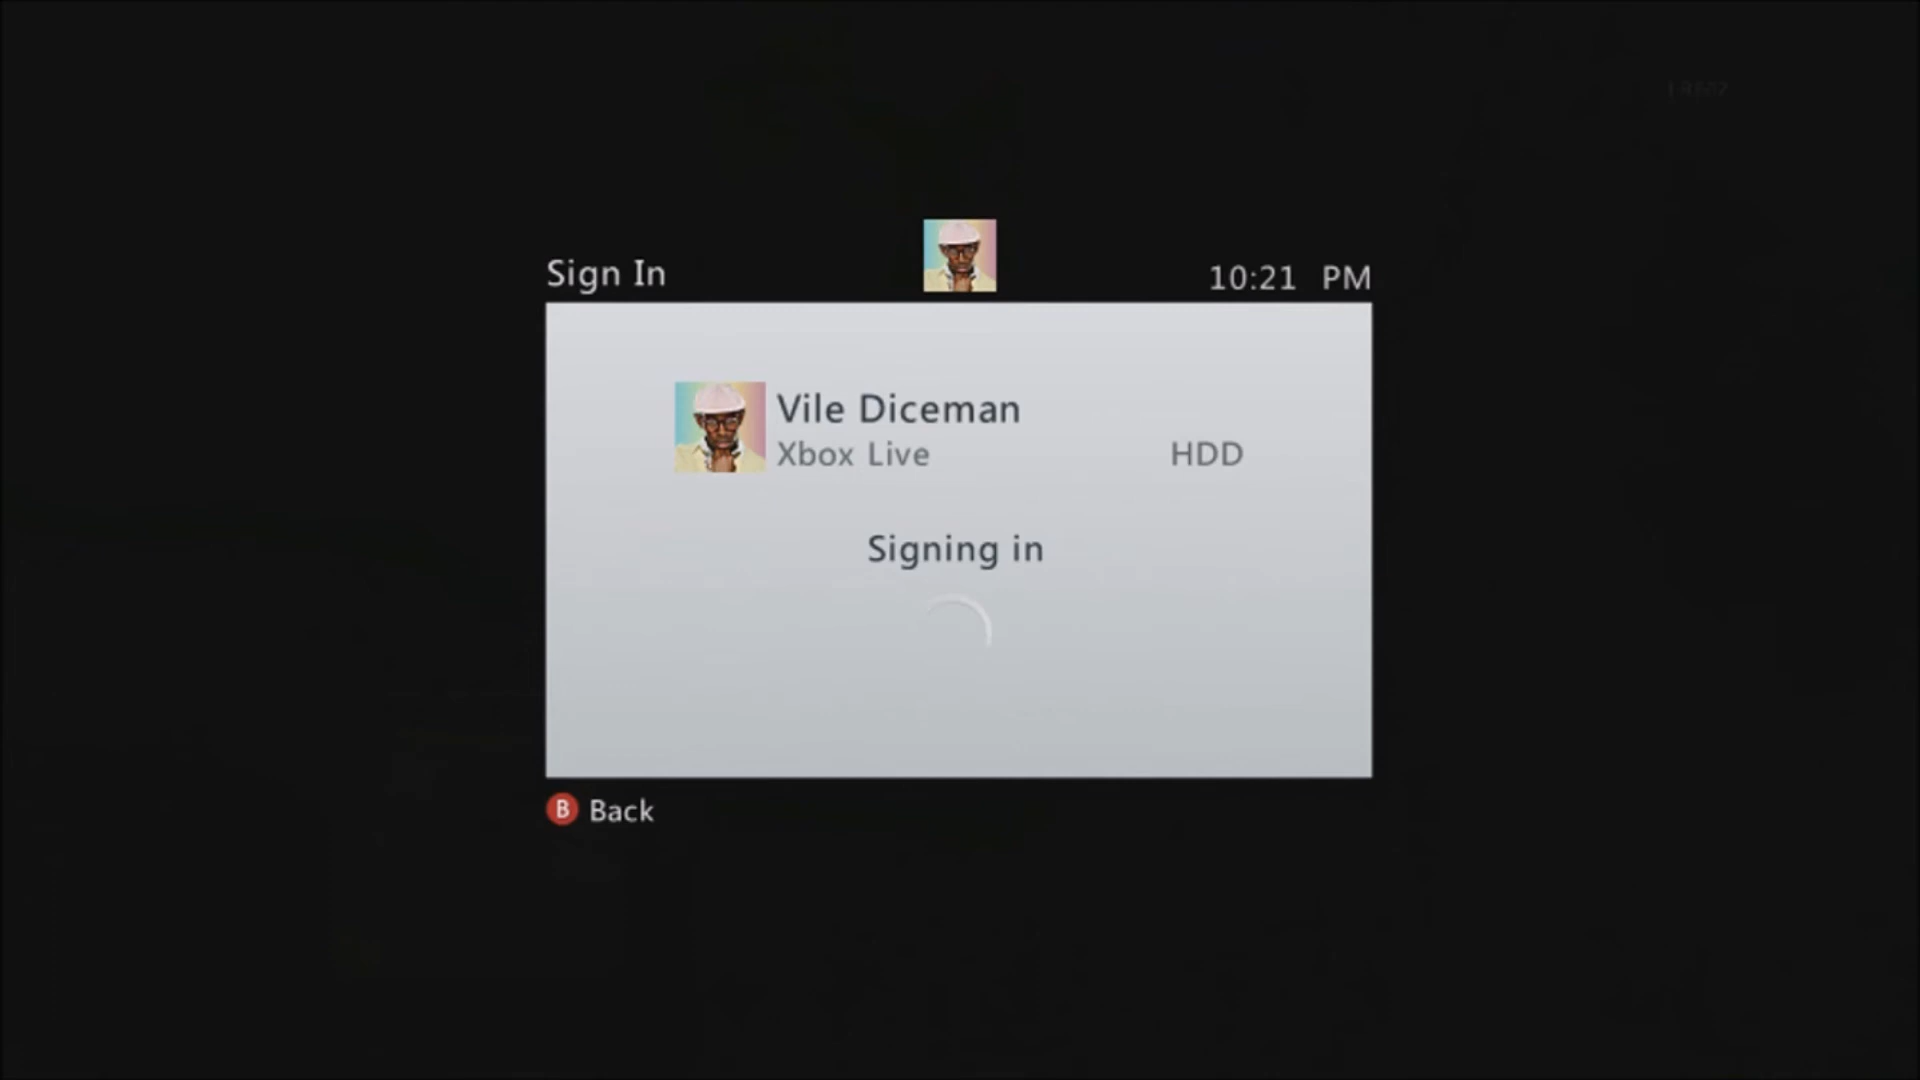 Sign In
10:21 PM
Vile Diceman
Xbox Live
HDD
Signing in
B Back